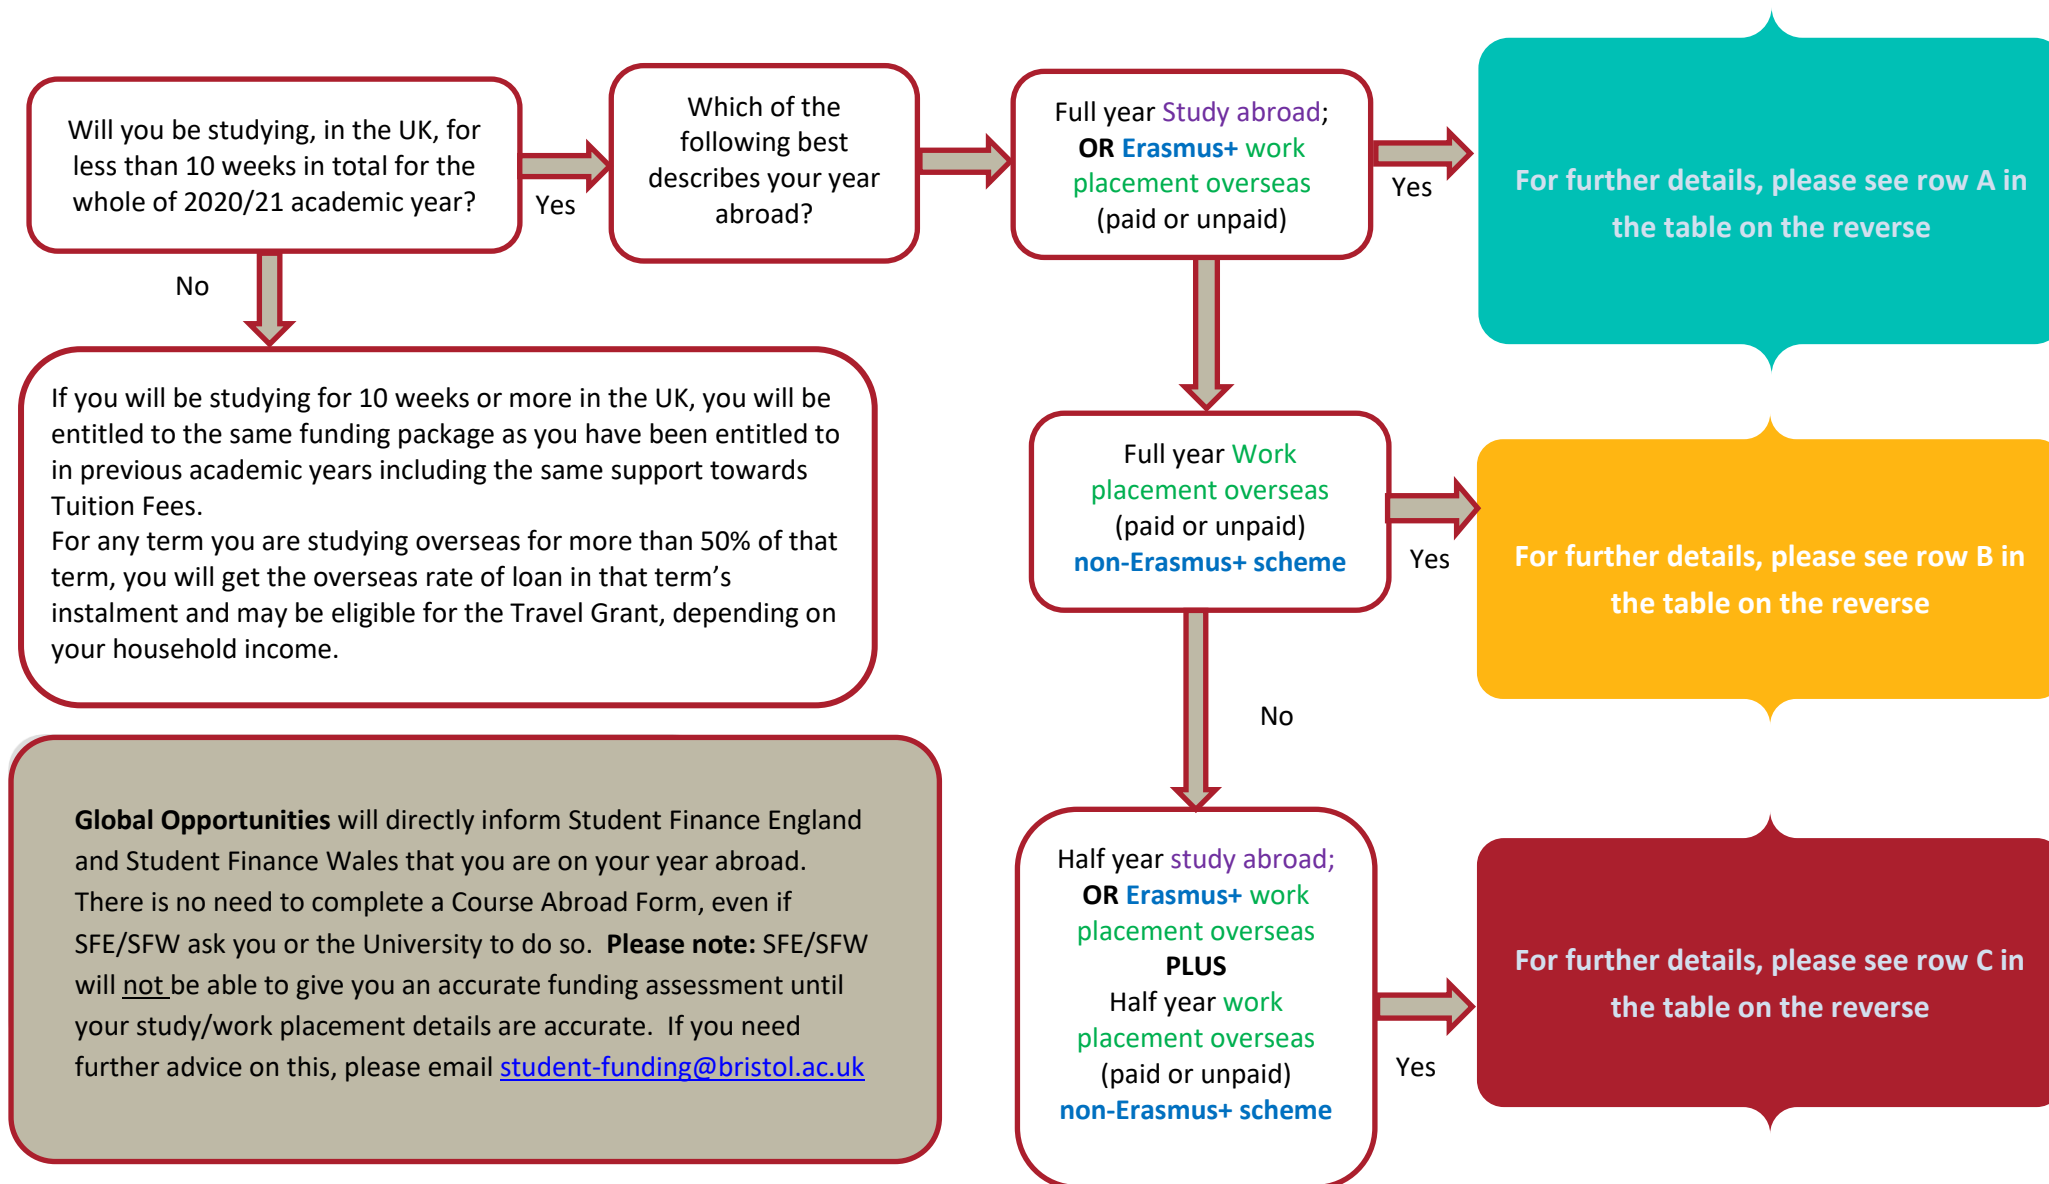 Will you be studying, in the UK, for
less than 10 weeks in total for the
whole of 2020/21 academic year?
Yes
Which of the
following best
describes your year
abroad?
Full year Study abroad;
OR Erasmus+ work
placement overseas
(paid or unpaid)
Yes
For further details, please see row A in
the table on the reverse
No
If you will be studying for 10 weeks or more in the UK, you will be
entitled to the same funding package as you have been entitled to
in previous academic years including the same support towards
Tuition Fees.
For any term you are studying overseas for more than 50% of that
term, you will get the overseas rate of loan in that term’s
instalment and may be eligible for the Travel Grant, depending on
your household income.
Full year Work
placement overseas
(paid or unpaid)
non-Erasmus+ scheme
Yes
For further details, please see row B in
the table on the reverse
No
Global Opportunities will directly inform Student Finance England
and Student Finance Wales that you are on your year abroad.
There is no need to complete a Course Abroad Form, even if
SFE/SFW ask you or the University to do so.  Please note: SFE/SFW
will not be able to give you an accurate funding assessment until
your study/work placement details are accurate.  If you need
further advice on this, please email student-funding@bristol.ac.uk
Half year study abroad;
OR Erasmus+ work
placement overseas
PLUS
Half year work
placement overseas
(paid or unpaid)
non-Erasmus+ scheme
Yes
For further details, please see row C in
the table on the reverse